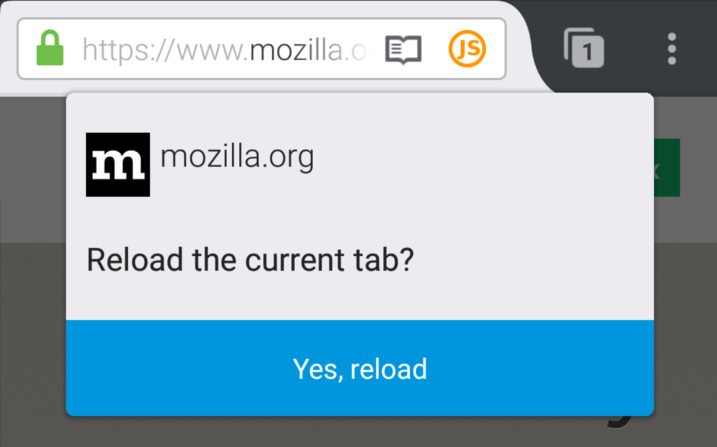 https://www.mozilla.o
JS
1
m
mozilla.org
Reload the current tab?
Yes, reload